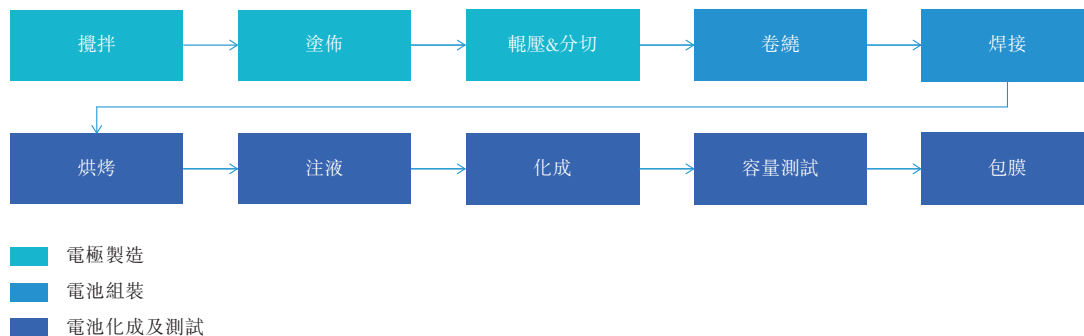 攪拌
塗佈
輥壓&分切
卷繞
焊接
烘烤
注液
化成
容量測試
包膜
電極製造
電池組裝
電池化成及測試